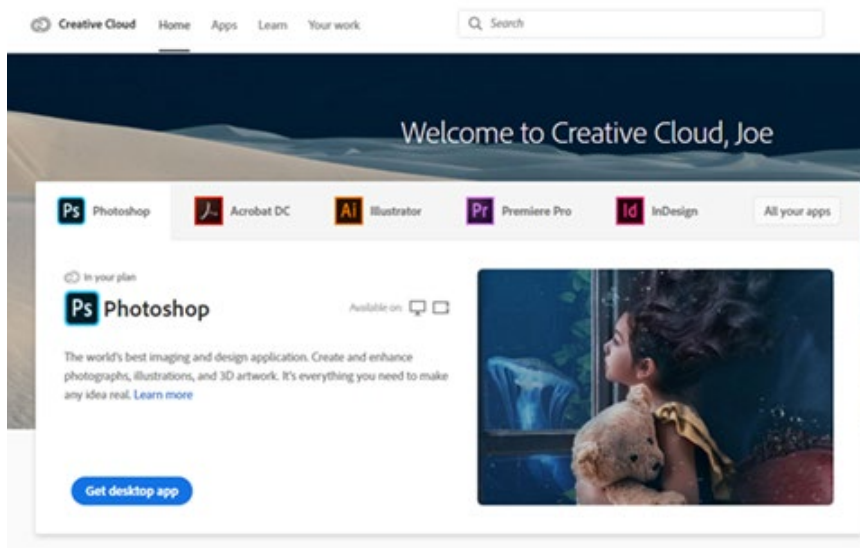 Creative Cloud Home Apps Learn Your work Search
Welcome to Creative Cloud, Joe
Ps Photoshop Acrobat DC Ai Illustrator Pr Premiere Pro Id InDesign All your apps
In your plan
Ps Photoshop Available on:
The world's best imaging and design application. Create and enhance
photographs, illustrations, and 3D artwork. It's everything you need to make
any idea real. Learn more
Get desktop app